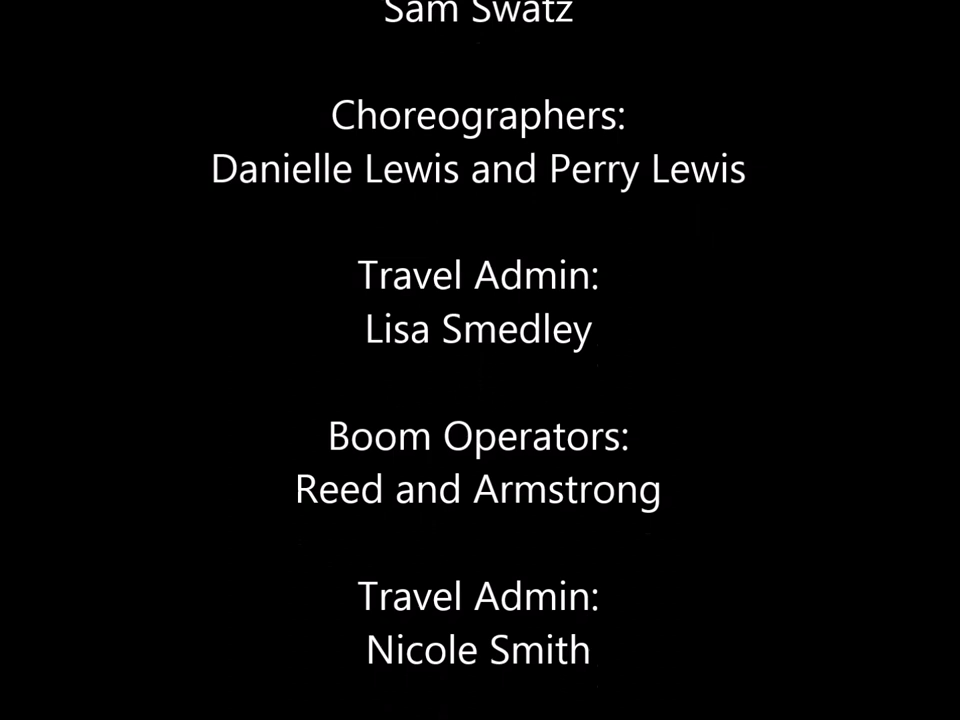 Sam Swatz
Choreographers:
Danielle Lewis and Perry Lewis
Travel Admin:
Lisa Smedley
Boom Operators:
Reed and Armstrong
Travel Admin:
Nicole Smith